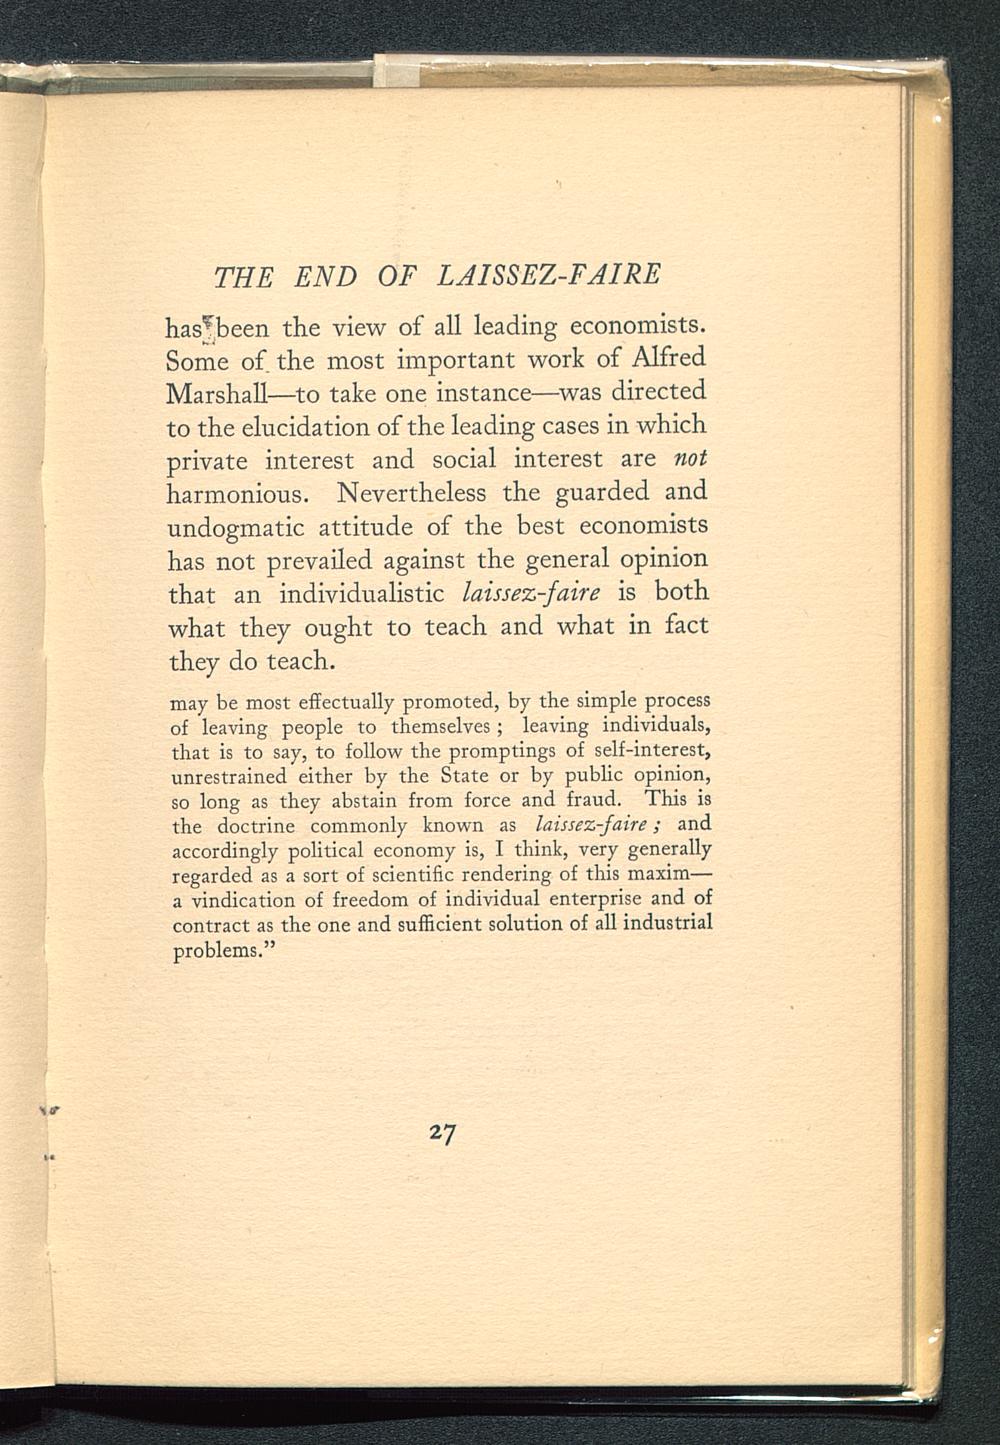 THE END OF LAISSEZ-FAIRE
has been the view of all leading economists.
Some of the most important work of Alfred
Marshall—to take one instance—was directed
to the elucidation of the leading cases in which
private interest and social interest are not
harmonious. Nevertheless the guarded and
undogmatic attitude of the best economists
has not prevailed against the general opinion
that an individualistic laissez-faire is both
what they ought to teach and what in fact
they do teach.
may be most effectually promoted, by the simple process
of leaving people to themselves ; leaving individuals,
that is to say, to follow the promptings of self-interest,
unrestrained either by the State or by public opinion,
so long as they abstain from force and fraud. This is
the doctrine commonly known as laissez-faire ; and
accordingly political economy is, I think, very generally
regarded as a sort of scientific rendering of this maxim—
a vindication of freedom of individual enterprise and of
contract as the one and sufficient solution of all industrial
problems.”
27